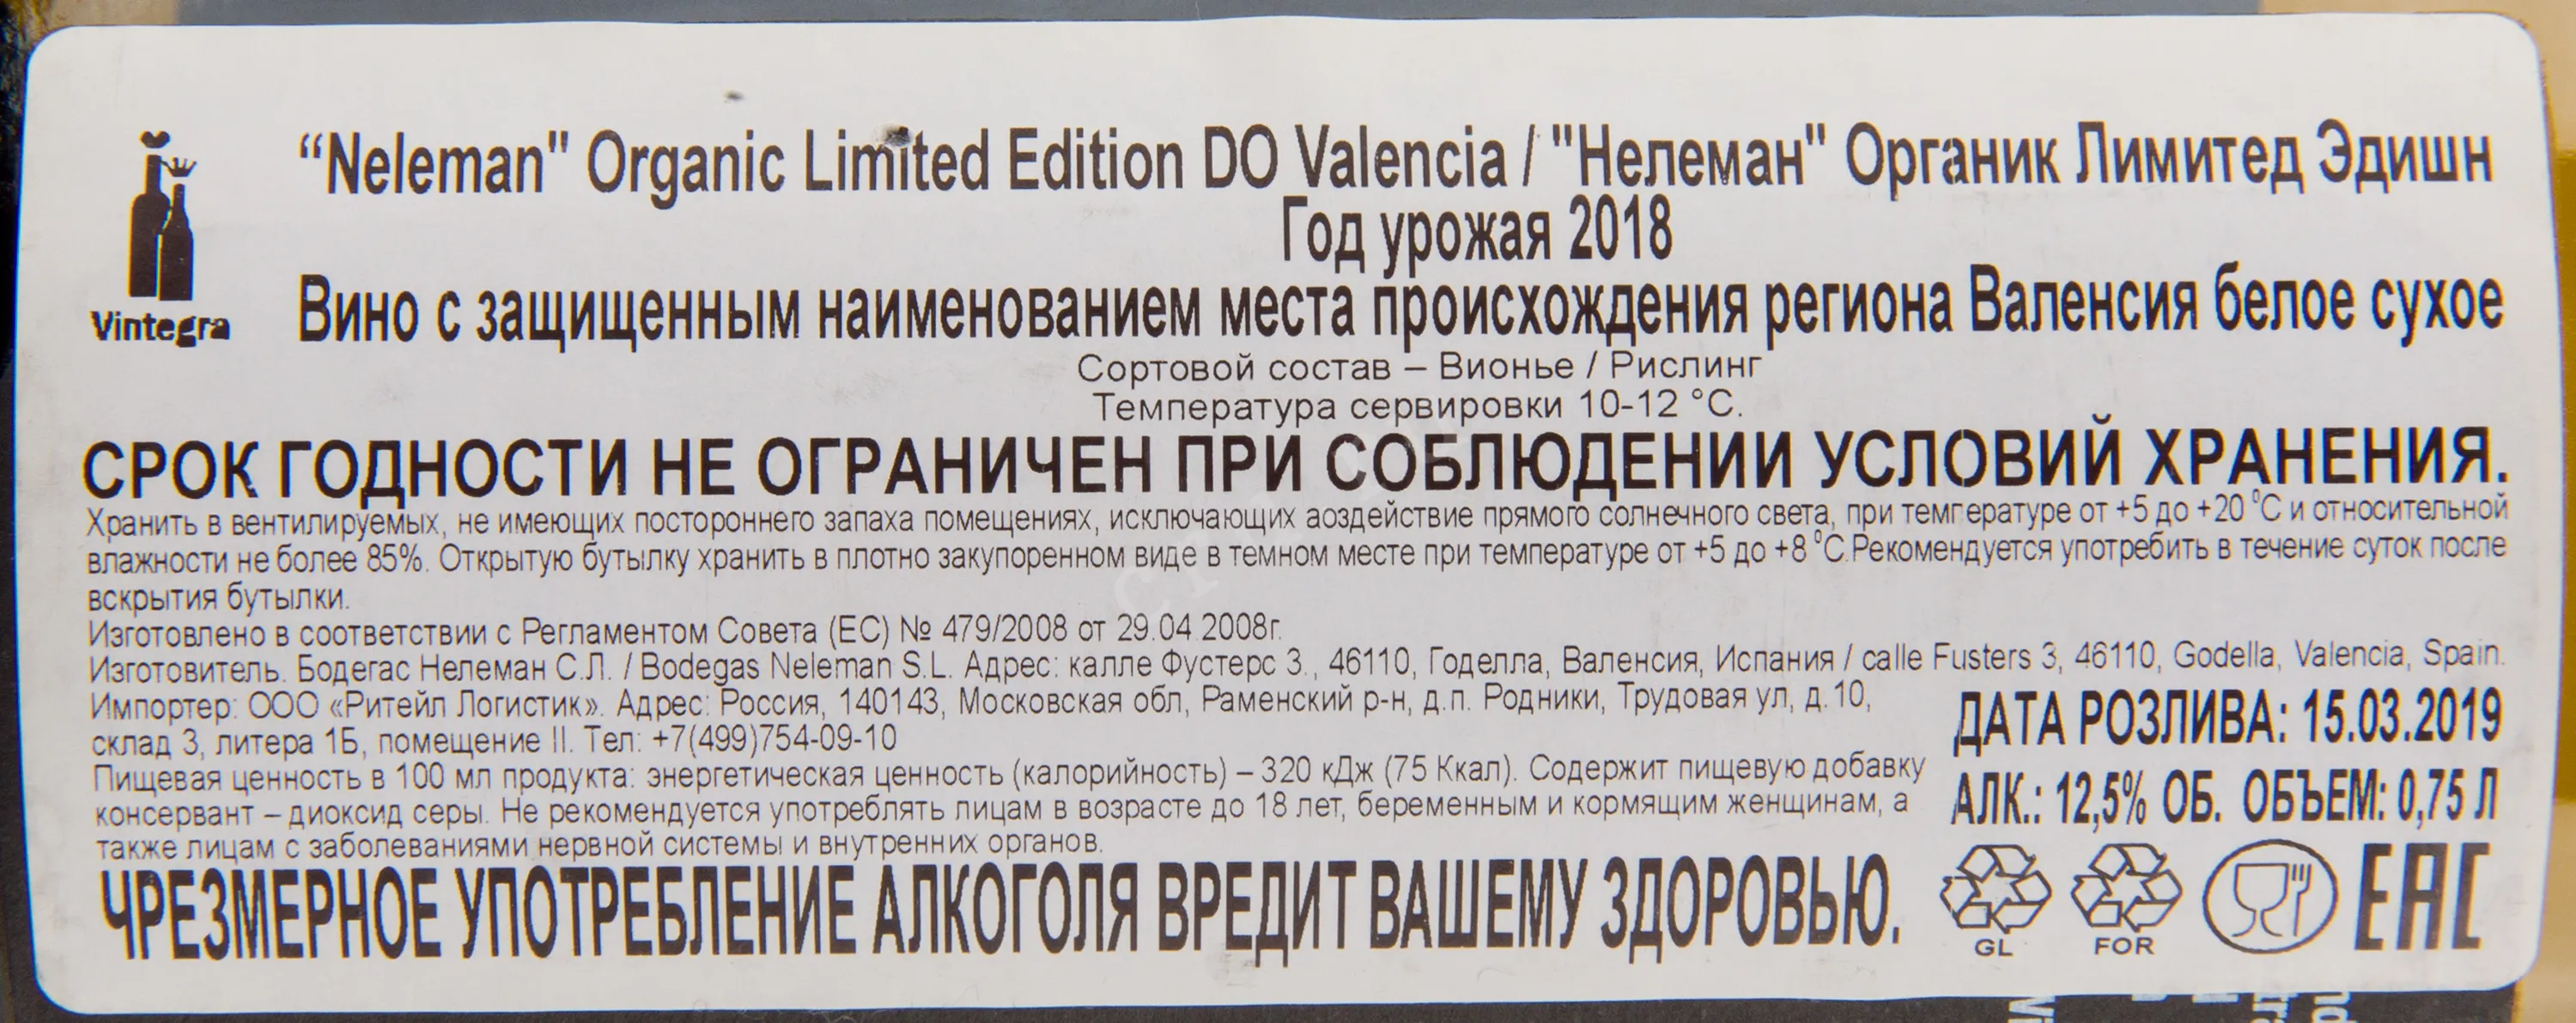 “Neleman" Organic Limited Edition DO Valencia / "Нелеман" Органик Лимитед Эдишн
Год урожая 2018
Vintegra
Вино с защищенным наименованием места происхождения региона Валенсия белое сухое
Сортовой состав – Вионье / Рислинг
Температура сервировки 10-12 °C.
СРОК ГОДНОСТИ НЕ ОГРАНИЧЕН ПРИ СОБЛЮДЕНИИ УСЛОВИЙ ХРАНЕНИЯ.
Хранить в вентилируемых, не имеющих постороннего запаха помещениях, исключающих аоздействие прямого солнечного света, при температуре от +5 до +20 °C и относительной
влажности не более 85%. Открытую бутылку хранить в плотно закупоренном виде в темном месте при температуре от +5 до +8 °C.Рекомендуется употребить в течение суток после
вскрытия бутылки.
Изготовлено в соответствии с Регламентом Совета (ЕС) № 479/2008 от 29.04.2008г.
Изготовитель. Бодегас Нелеман С.Л. / Bodegas Neleman S.L. Адрес: калле Фустерс 3., 46110, Годелла, Валенсия, Испания / calle Fusters 3, 46110, Godella, Valencia, Spain.
Импортер: ООО «Ритейл Логистик». Адрес: Россия, 140143, Московская обл, Раменский р-н, д.п. Родники, Трудовая ул, д.10,
склад 3, литера 1Б, помещение II. Тел: +7(499)754-09-10
ДАТА РОЗЛИВА: 15.03.2019
Пищевая ценность в 100 мл продукта: энергетическая ценность (калорийность) – 320 кДж (75 Ккал). Содержит пищевую добавку
консервант – диоксид серы. Не рекомендуется употреблять лицам в возрасте до 18 лет, беременным и кормящим женщинам, а
также лицам с заболеваниями нервной системы и внутренних органов.
АЛК.: 12,5% ОБ. ОБЪЕМ: 0,75 Л
ЧРЕЗМЕРНОЕ УПОТРЕБЛЕНИЕ АЛКОГОЛЯ ВРЕДИТ ВАШЕМУ ЗДОРОВЬЮ.
GL FOR EAC